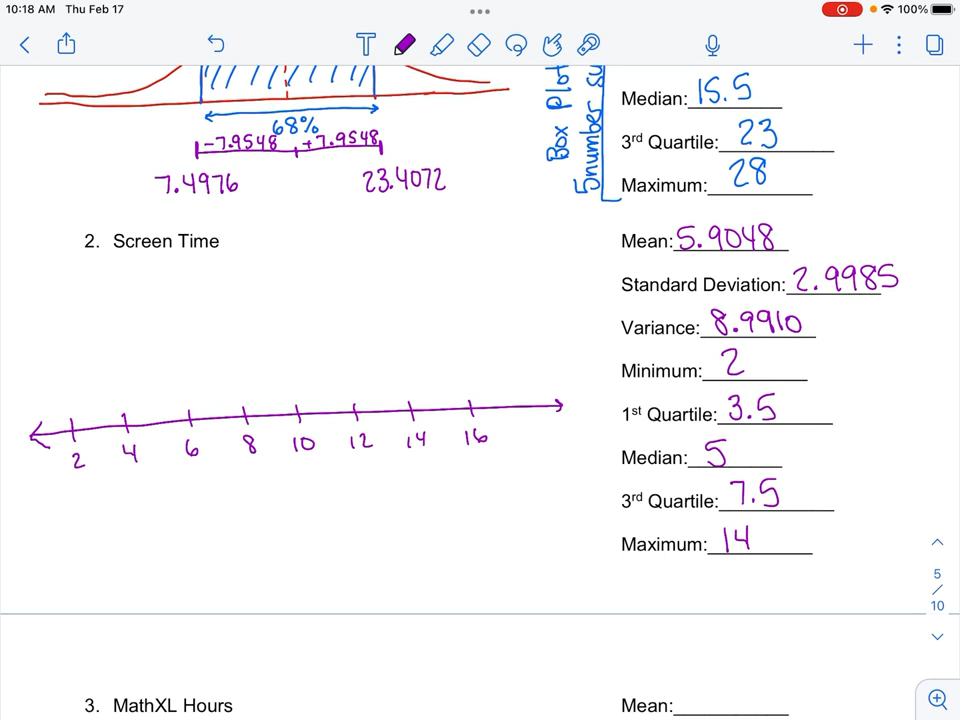 10:18 AM Thu Feb 17
100%
T
68%
-7.9548 +7.9548
7.4976 23.4072
Box Plot
5number su
Median: 15.5
3rd Quartile: 23
Maximum: 28
2. Screen Time
2 4 6 8 10 12 14 16
Mean: 5.9048
Standard Deviation: 2.9985
Variance: 8.9910
Minimum: 2
1st Quartile: 3.5
Median: 5
3rd Quartile: 7.5
Maximum: 14
5
/
10
3. MathXL Hours
Mean: